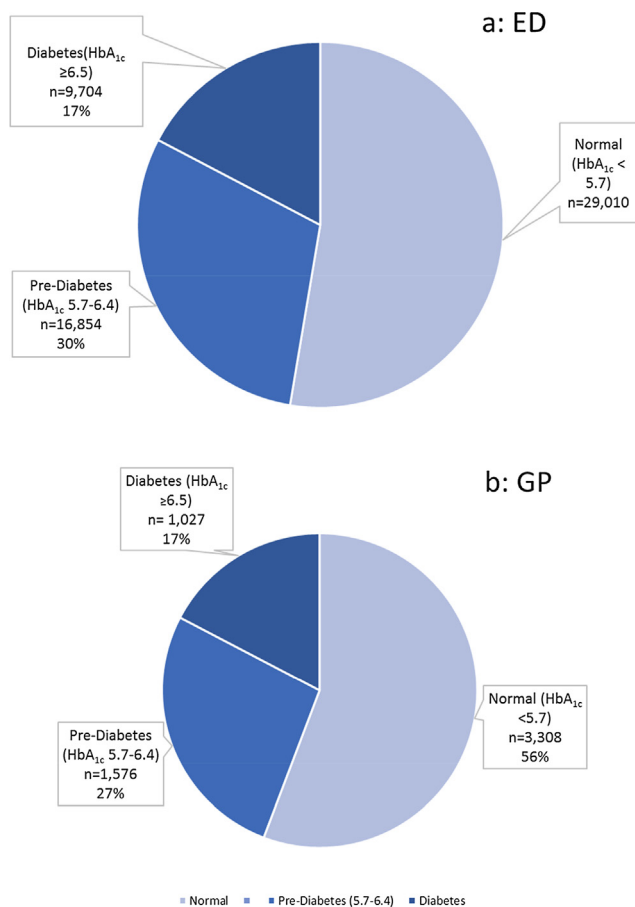 a: ED
Diabetes(HbA1c
≥6.5)
n=9,704
17%
Normal
(HbA1c <
5.7)
n=29,010
Pre-Diabetes
(HbA1c 5.7-6.4)
n=16,854
30%
b: GP
Diabetes (HbA1c
≥6.5)
n= 1,027
17%
Normal (HbA1c
<5.7)
n=3,308
56%
Pre-Diabetes
(HbA1c 5.7-6.4)
n=1,576
27%
Normal
Pre-Diabetes (5.7-6.4)
Diabetes